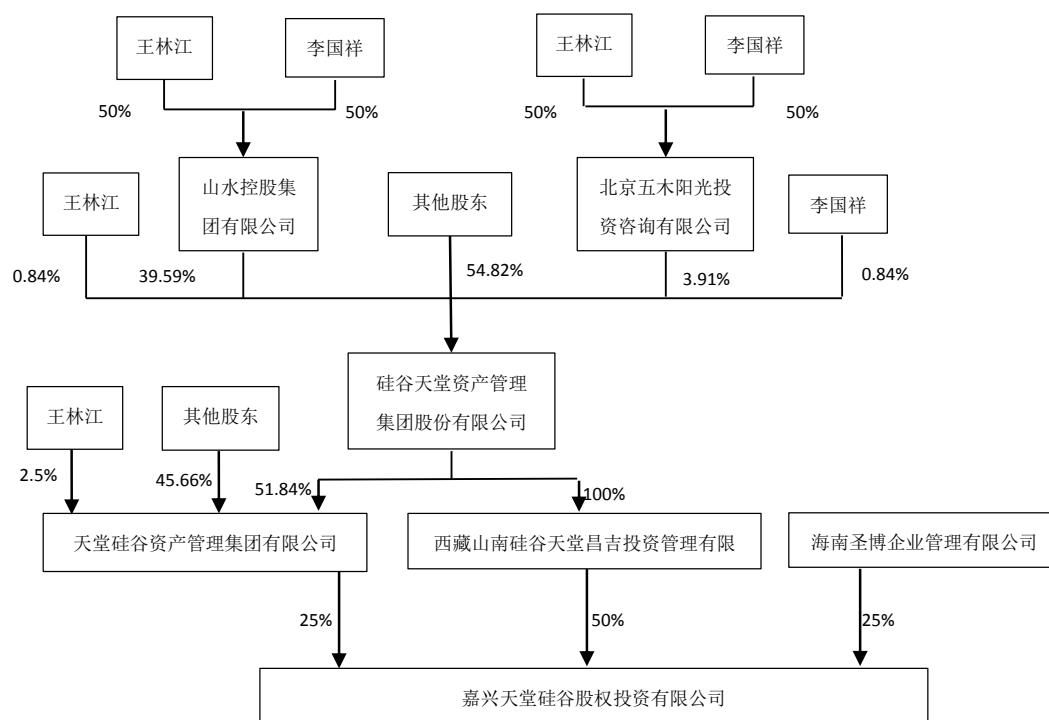 王林江
李国祥
王林江
李国祥
50%
50%
50%
50%
王林江
山水控股集
团有限公司
其他股东
北京五木阳光投
资咨询有限公司
李国祥
0.84%
39.59%
54.82%
3.91%
0.84%
硅谷天堂资产管理
集团股份有限公司
王林江
其他股东
2.5%
45.66%
51.84%
100%
天堂硅谷资产管理集团有限公司
西藏山南硅谷天堂昌吉投资管理有限
海南圣博企业管理有限公司
25%
50%
25%
嘉兴天堂硅谷股权投资有限公司